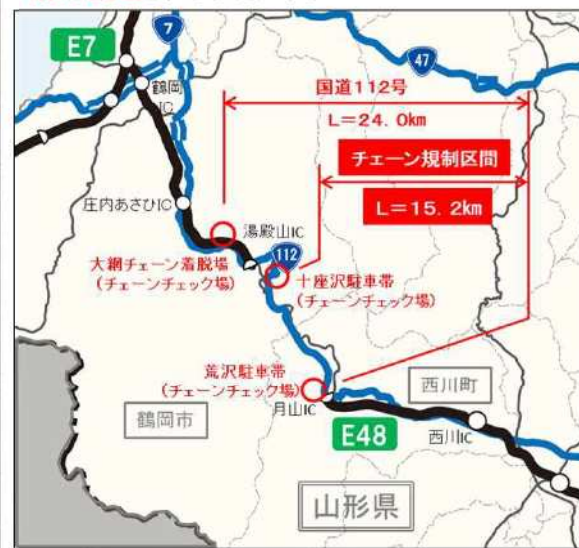 E7
7
47
鶴岡
IC
国道112号
L=24.0km
チェーン規制区間
L=15.2km
庄内あさひIC
湯殿山IC
112
大網チェーン着脱場
(チェーンチェック場)
十座沢駐車帯
(チェーンチェック場)
荒沢駐車帯
(チェーンチェック場)
月山IC
西川町
鶴岡市
E48
西川IC
山形県